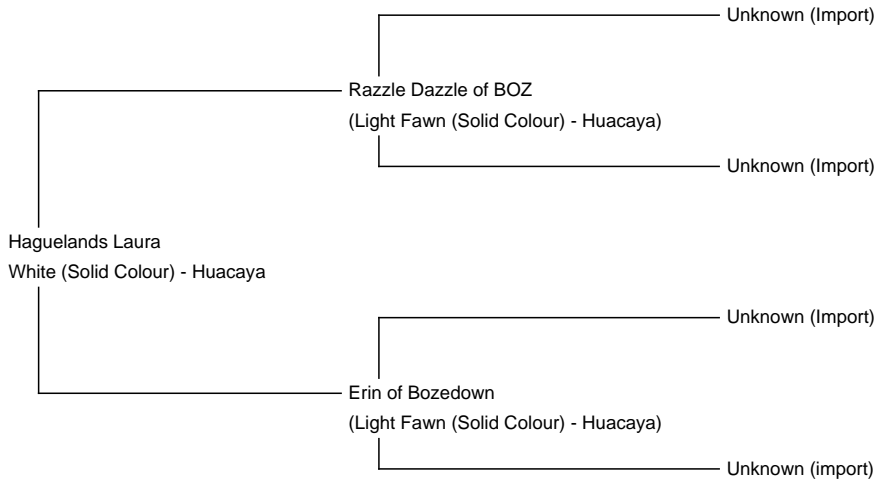 Unknown (Import)
Razzle Dazzle of BOZ
(Light Fawn (Solid Colour) - Huacaya)
Unknown (Import)
Haguelands Laura
White (Solid Colour) - Huacaya
Unknown (Import)
Erin of Bozedown
(Light Fawn (Solid Colour) - Huacaya)
Unknown (import)